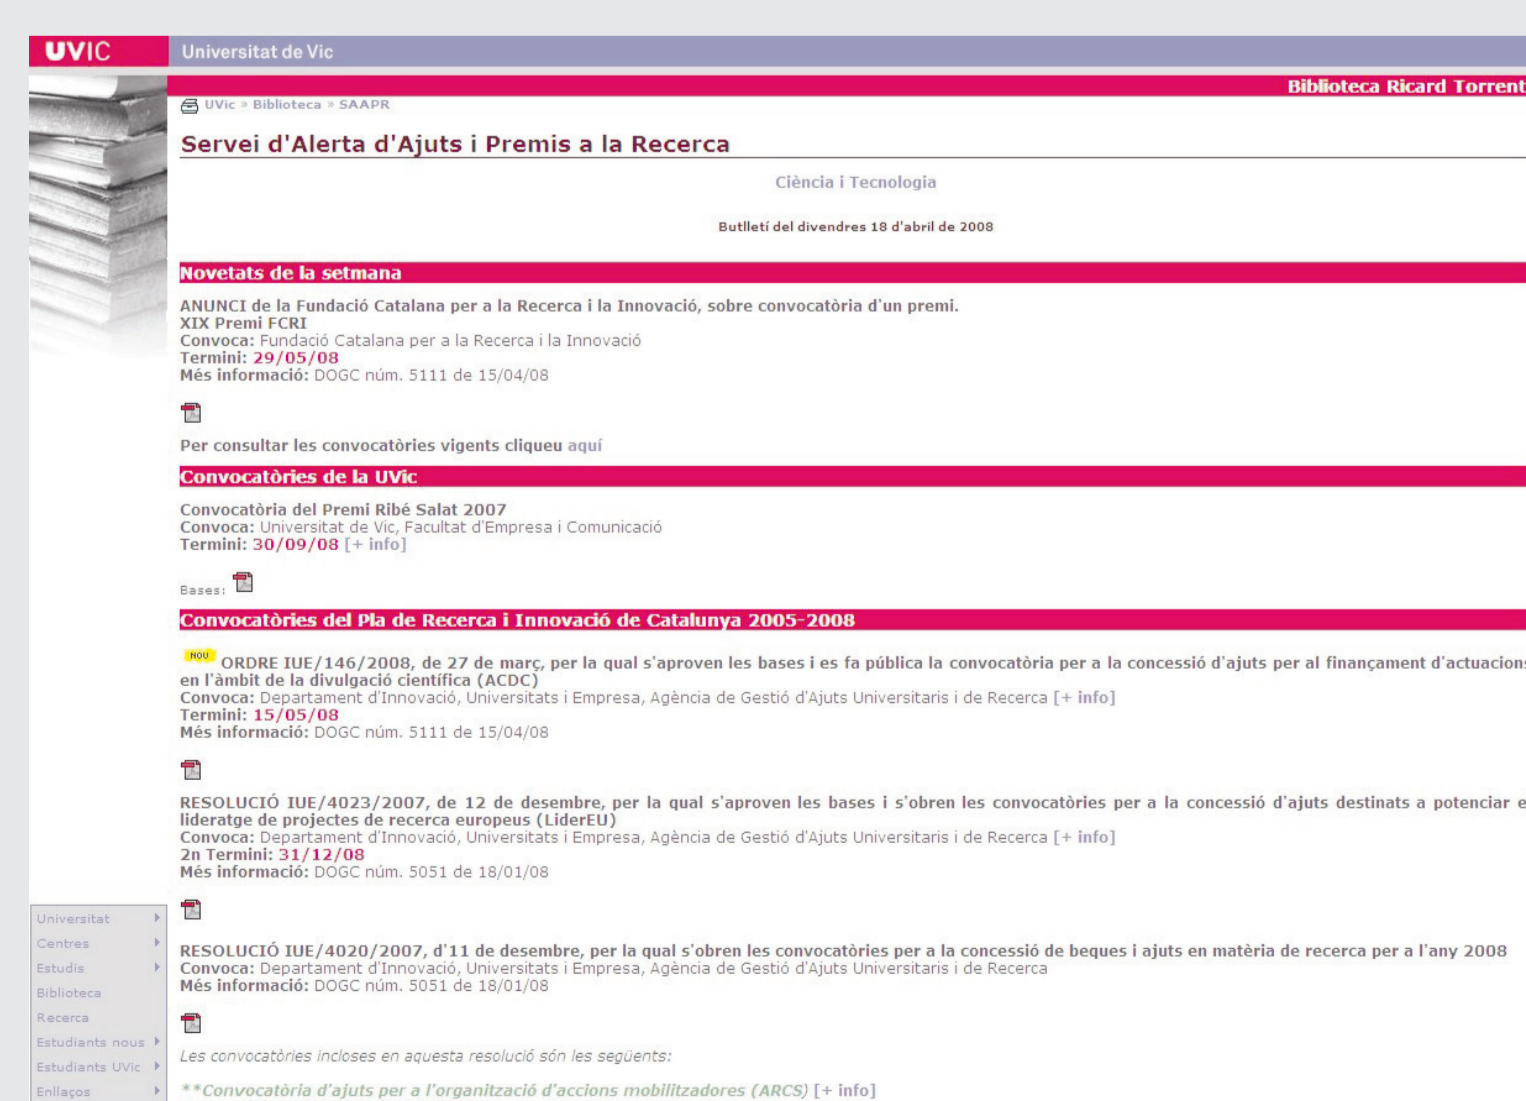 UVIC Universitat de Vic
Biblioteca Ricard Torrent
UVic » Biblioteca » SAAPR
Servei d'Alerta d'Ajuts i Premis a la Recerca
Ciència i Tecnologia
Butlletí del divendres 18 d'abril de 2008
Novetats de la setmana
ANUNCI de la Fundació Catalana per a la Recerca i la Innovació, sobre convocatòria d'un premi.
XIX Premi FCRI
Convoca: Fundació Catalana per a la Recerca i la Innovació
Termini: 29/05/08
Més informació: DOGC núm. 5111 de 15/04/08
Per consultar les convocatòries vigents cliqueu aquí
Convocatòries de la UVic
Convocatòria del Premi Ribé Salat 2007
Convoca: Universitat de Vic, Facultat d'Empresa i Comunicació
Termini: 30/09/08 [+ info]
Bases:
Convocatòries del Pla de Recerca i Innovació de Catalunya 2005-2008
NOU ORDRE IUE/146/2008, de 27 de març, per la qual s'aproven les bases i es fa pública la convocatòria per a la concessió d'ajuts per al finançament d'actuacions
en l'àmbit de la divulgació científica (ACDC)
Convoca: Departament d'Innovació, Universitats i Empresa, Agència de Gestió d'Ajuts Universitaris i de Recerca [+ info]
Termini: 15/05/08
Més informació: DOGC núm. 5111 de 15/04/08
RESOLUCIÓ IUE/4023/2007, de 12 de desembre, per la qual s'aproven les bases i s'obren les convocatòries per a la concessió d'ajuts destinats a potenciar e
lideratge de projectes de recerca europeus (LiderEU)
Convoca: Departament d'Innovació, Universitats i Empresa, Agència de Gestió d'Ajuts Universitaris i de Recerca [+ info]
2n Termini: 31/12/08
Més informació: DOGC núm. 5051 de 18/01/08
RESOLUCIÓ IUE/4020/2007, d'11 de desembre, per la qual s'obren les convocatòries per a la concessió de beques i ajuts en matèria de recerca per a l'any 2008
Convoca: Departament d'Innovació, Universitats i Empresa, Agència de Gestió d'Ajuts Universitaris i de Recerca
Més informació: DOGC núm. 5051 de 18/01/08
Les convocatòries incloses en aquesta resolució són les següents:
**Convocatòria d'ajuts per a l'organització d'accions mobilitzadores (ARCS) [+ info]
Universitat
Centres
Estudis
Biblioteca
Recerca
Estudiants nous
Estudiants UVic
Enllaços